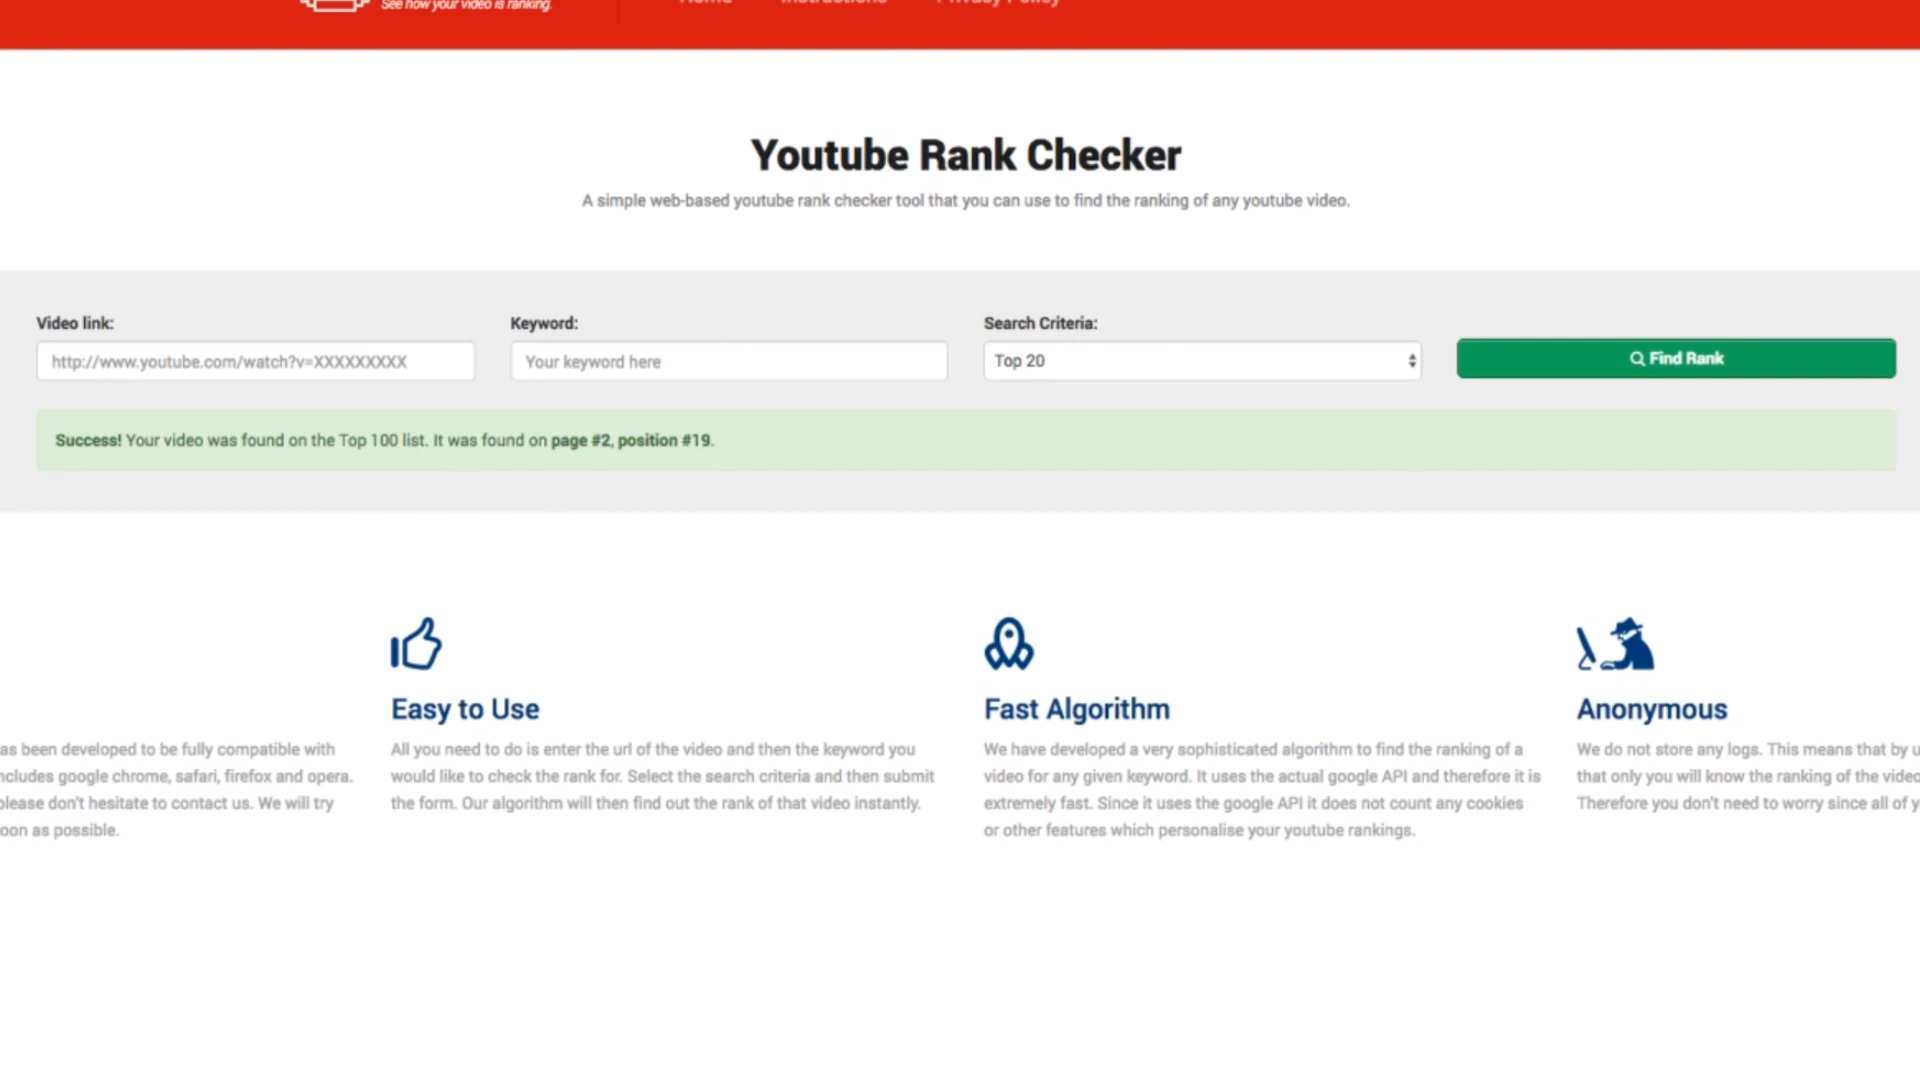 See how your video is ranking.
Home Instructions Privacy Policy
Youtube Rank Checker
A simple web-based youtube rank checker tool that you can use to find the ranking of any youtube video.
Video link:
Keyword:
Search Criteria:
http://www.youtube.com/watch?v=XXXXXXXXX
Your keyword here
Top 20
Find Rank
Success! Your video was found on the Top 100 list. It was found on page #2, position #19.
as been developed to be fully compatible with
ncludes google chrome, safari, firefox and opera.
please don't hesitate to contact us. We will try
oon as possible.
Easy to Use
All you need to do is enter the url of the video and then the keyword you
would like to check the rank for. Select the search criteria and then submit
the form. Our algorithm will then find out the rank of that video instantly.
Fast Algorithm
We have developed a very sophisticated algorithm to find the ranking of a
video for any given keyword. It uses the actual google API and therefore it is
extremely fast. Since it uses the google API it does not count any cookies
or other features which personalise your youtube rankings.
Anonymous
We do not store any logs. This means that by u
that only you will know the ranking of the video
Therefore you don't need to worry since all of y